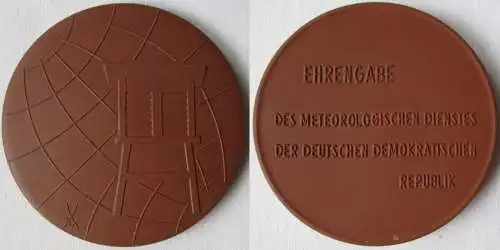 EHRENGABE
DES METEOROLOGISCHEN DIENSTES
DER DEUTSCHEN DEMOKRATISCHEN
REPUBLIK